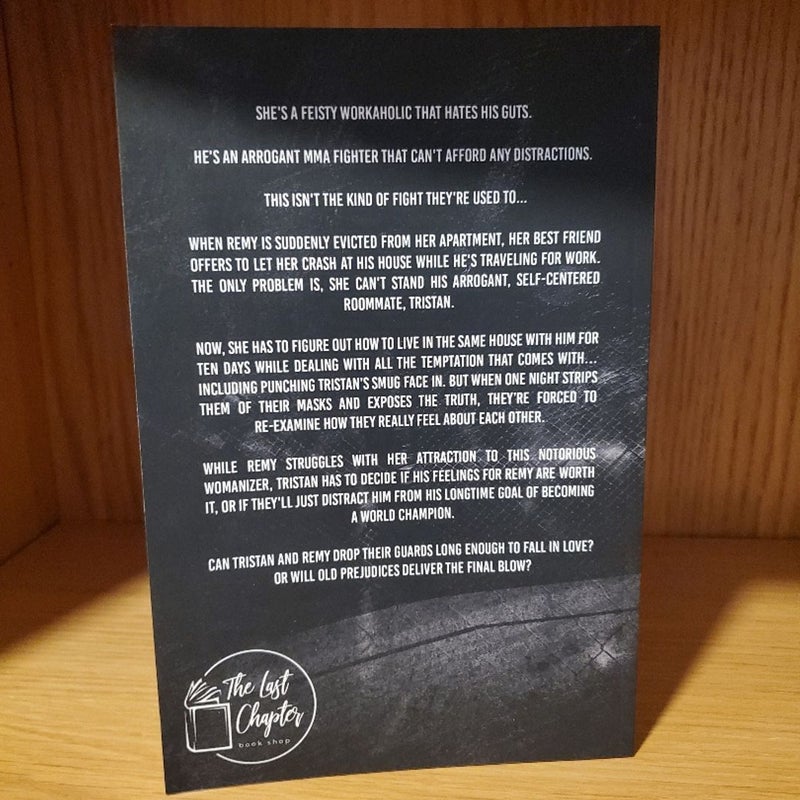 SHE'S A FEISTY WORKAHOLIC THAT HATES HIS GUTS.
HE'S AN ARROGANT MMA FIGHTER THAT CAN'T AFFORD ANY DISTRACTIONS.
THIS ISN'T THE KIND OF FIGHT THEY'RE USED TO...
WHEN REMY IS SUDDENLY EVICTED FROM HER APARTMENT, HER BEST FRIEND
OFFERS TO LET HER CRASH AT HIS HOUSE WHILE HE'S TRAVELING FOR WORK.
THE ONLY PROBLEM IS, SHE CAN'T STAND HIS ARROGANT, SELF-CENTERED
ROOMMATE, TRISTAN.
NOW, SHE HAS TO FIGURE OUT HOW TO LIVE IN THE SAME HOUSE WITH HIM FOR
TEN DAYS WHILE DEALING WITH ALL THE TEMPTATION THAT COMES WITH...
INCLUDING PUNCHING TRISTAN'S SMUG FACE IN. BUT WHEN ONE NIGHT STRIPS
THEM OF THEIR MASKS AND EXPOSES THE TRUTH, THEY'RE FORCED TO
RE-EXAMINE HOW THEY REALLY FEEL ABOUT EACH OTHER.
WHILE REMY STRUGGLES WITH HER ATTRACTION TO THIS NOTORIOUS
WOMANIZER, TRISTAN HAS TO DECIDE IF HIS FEELINGS FOR REMY ARE WORTH
IT, OR IF THEY'LL JUST DISTRACT HIM FROM HIS LONGTIME GOAL OF BECOMING
A WORLD CHAMPION.
CAN TRISTAN AND REMY DROP THEIR GUARDS LONG ENOUGH TO FALL IN LOVE?
OR WILL OLD PREJUDICES DELIVER THE FINAL BLOW?
The Last
Chapter
book shop